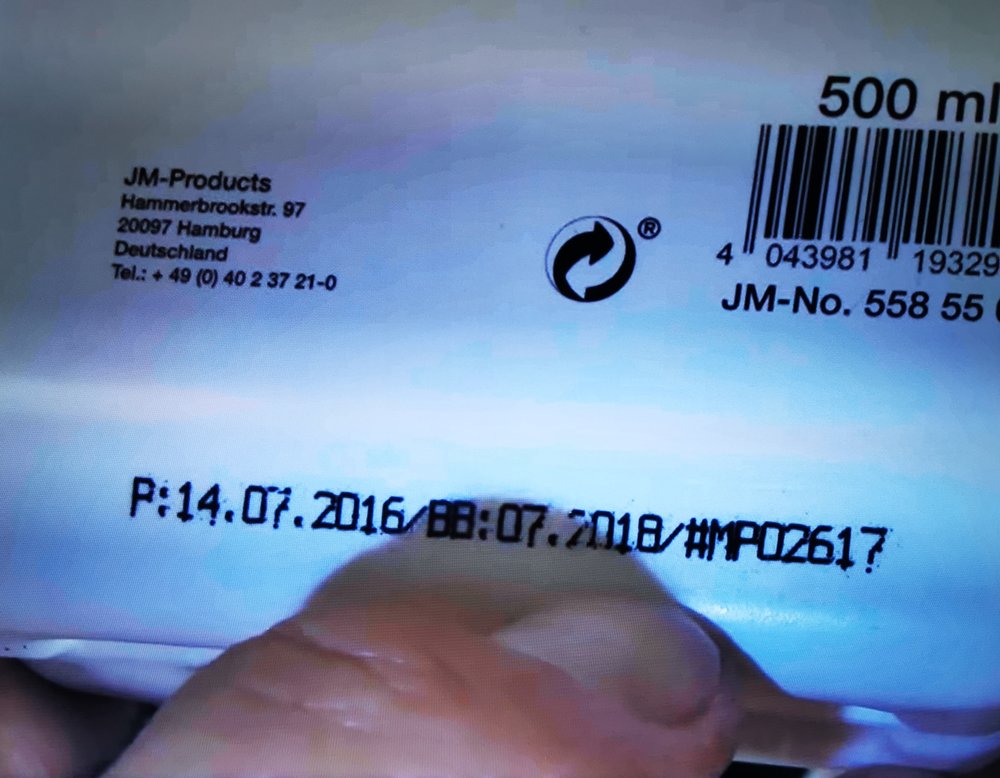 JM-Products
Hammerbrookstr. 97
20097 Hamburg
Deutschland
Tel.: + 49 (0) 40 2 37 21-0
®
500 ml
4 043981 19329
JM-No. 558 55
P:14.07.2016/BB:07.2018/#MP02617